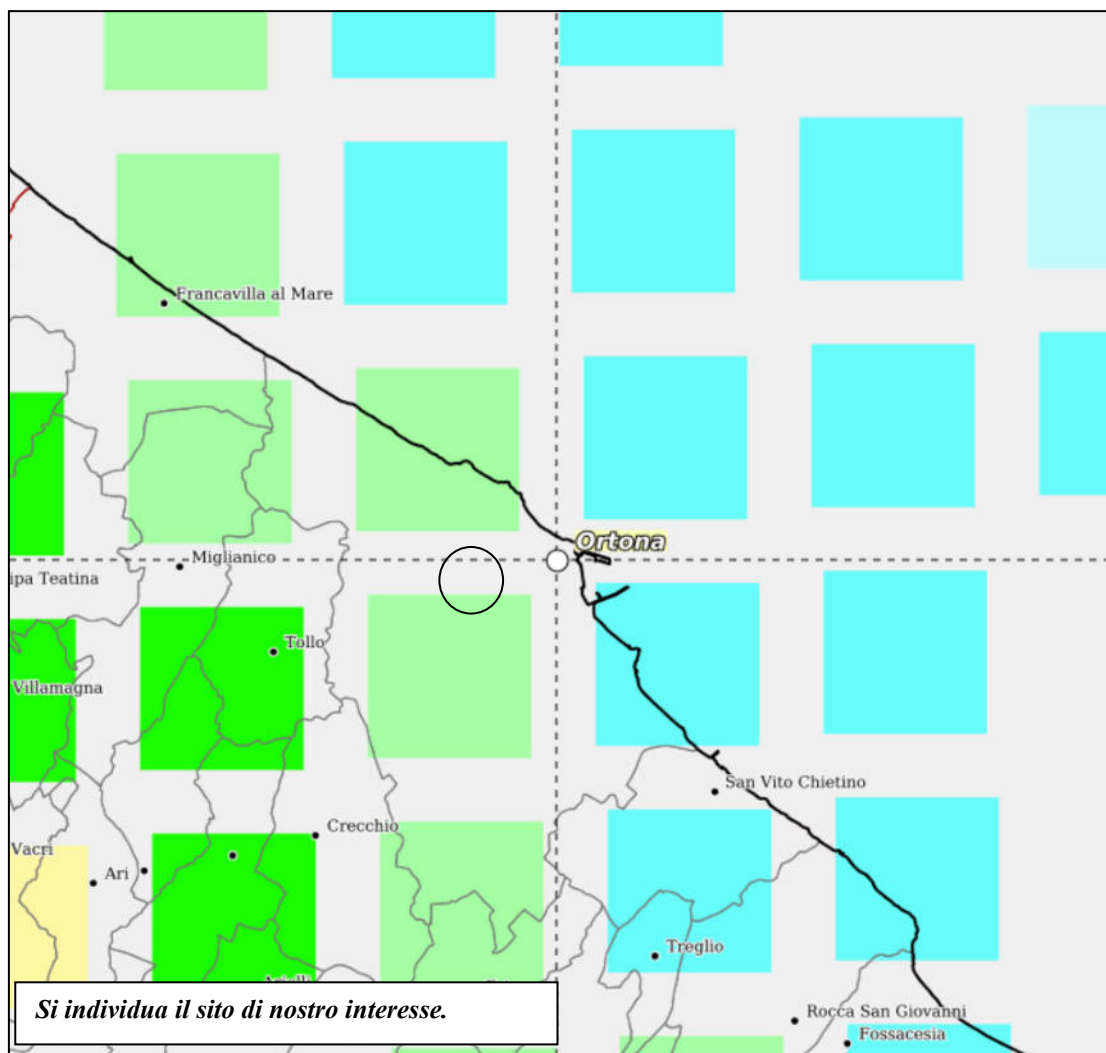 Francavilla al Mare
Ortona
Miglianico
ipa Teatina
Tollo
Villamagna
San Vito Chietino
Crecchio
Vacri
Ari
Treglio
Si individua il sito di nostro interesse.
Rocca San Giovanni
Fossacesia